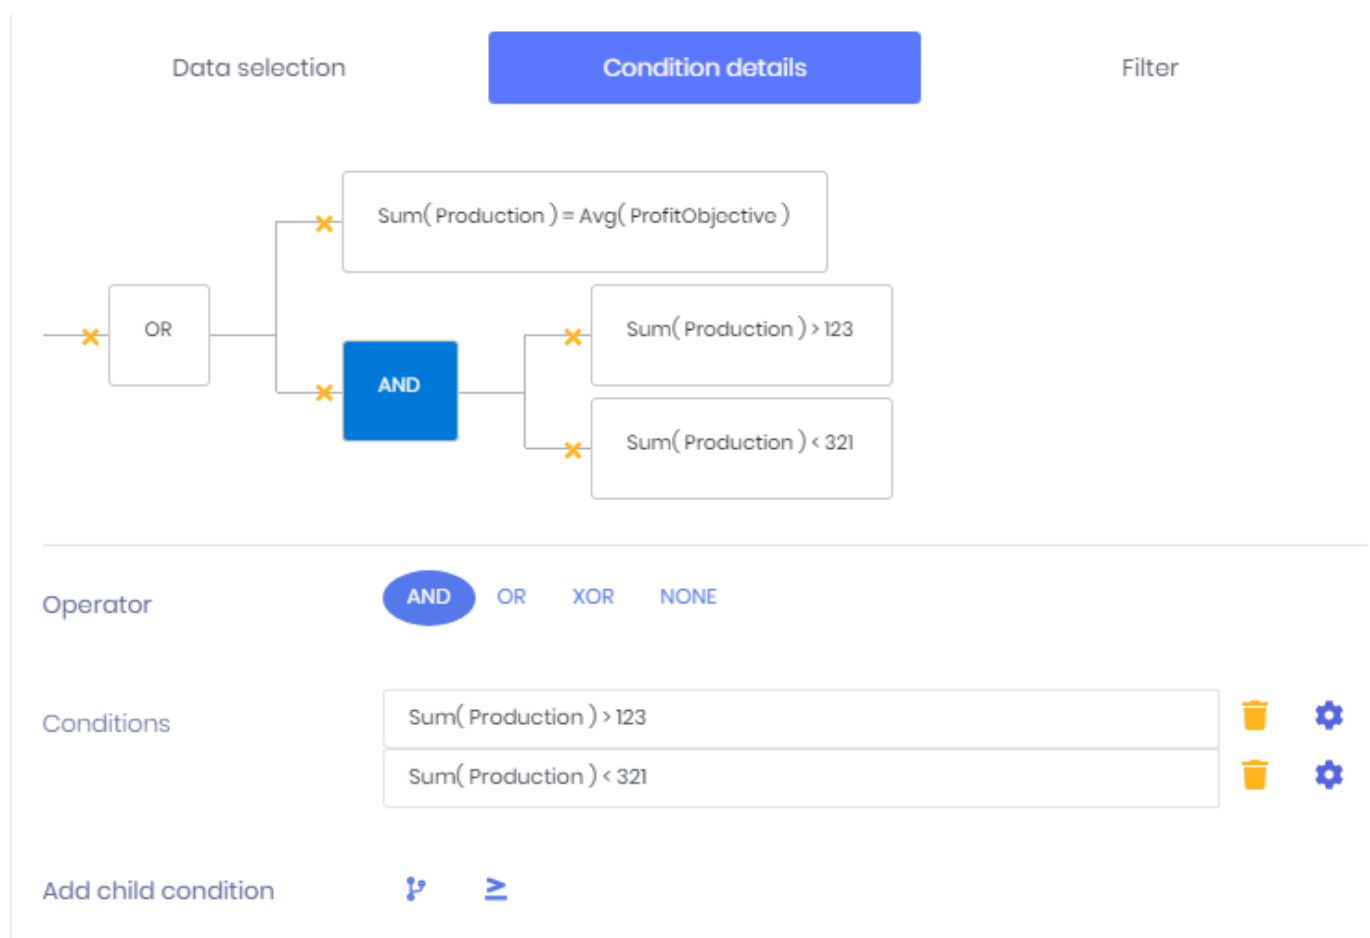 Data selection
Condition details
Filter
Sum( Production ) = Avg( ProfitObjective )
OR
Sum( Production ) > 123
AND
Sum( Production ) < 321
Operator
AND
OR
XOR
NONE
Conditions
Sum( Production ) > 123
Sum( Production ) < 321
Add child condition